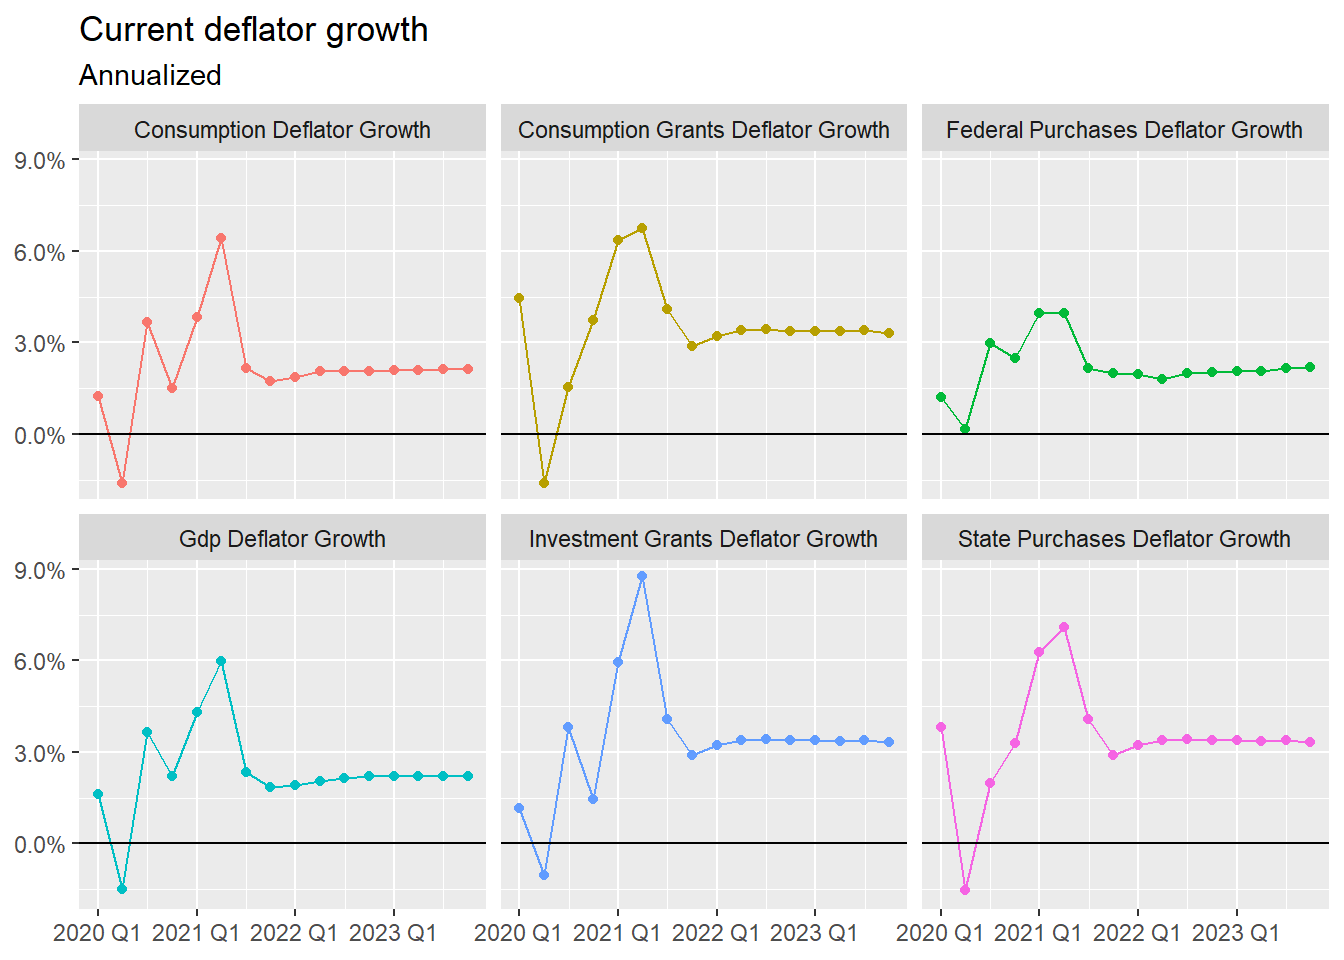 Current deflator growth
Annualized
Consumption Deflator Growth
Consumption Grants Deflator Growth
Federal Purchases Deflator Growth
9.0%
6.0%
3.0%
0.0%
Gdp Deflator Growth
Investment Grants Deflator Growth
State Purchases Deflator Growth
9.0%
6.0%
3.0%
0.0%
2020 Q1 2021 Q1 2022 Q1 2023 Q1
2020 Q1 2021 Q1 2022 Q1 2023 Q1
2020 Q1 2021 Q1 2022 Q1 2023 Q1